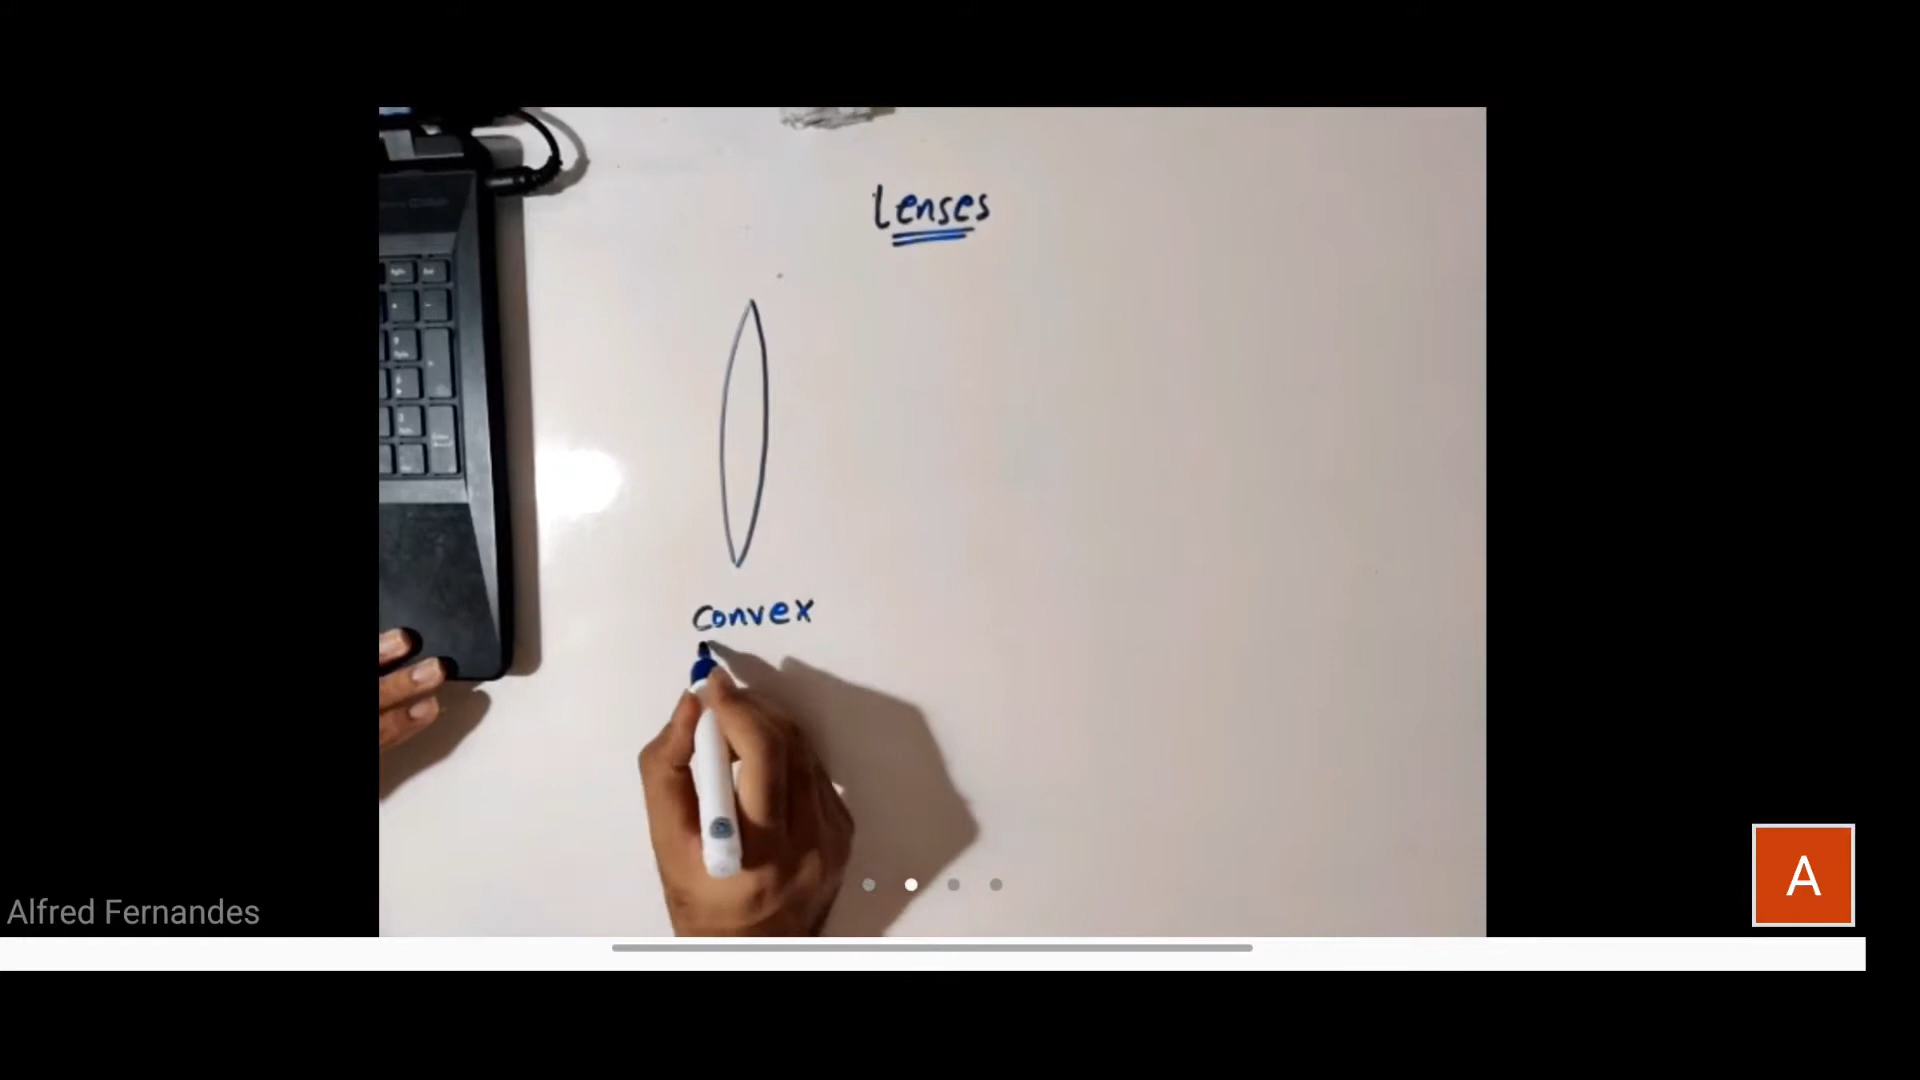 Lenses
Convex
Alfred Fernandes
A